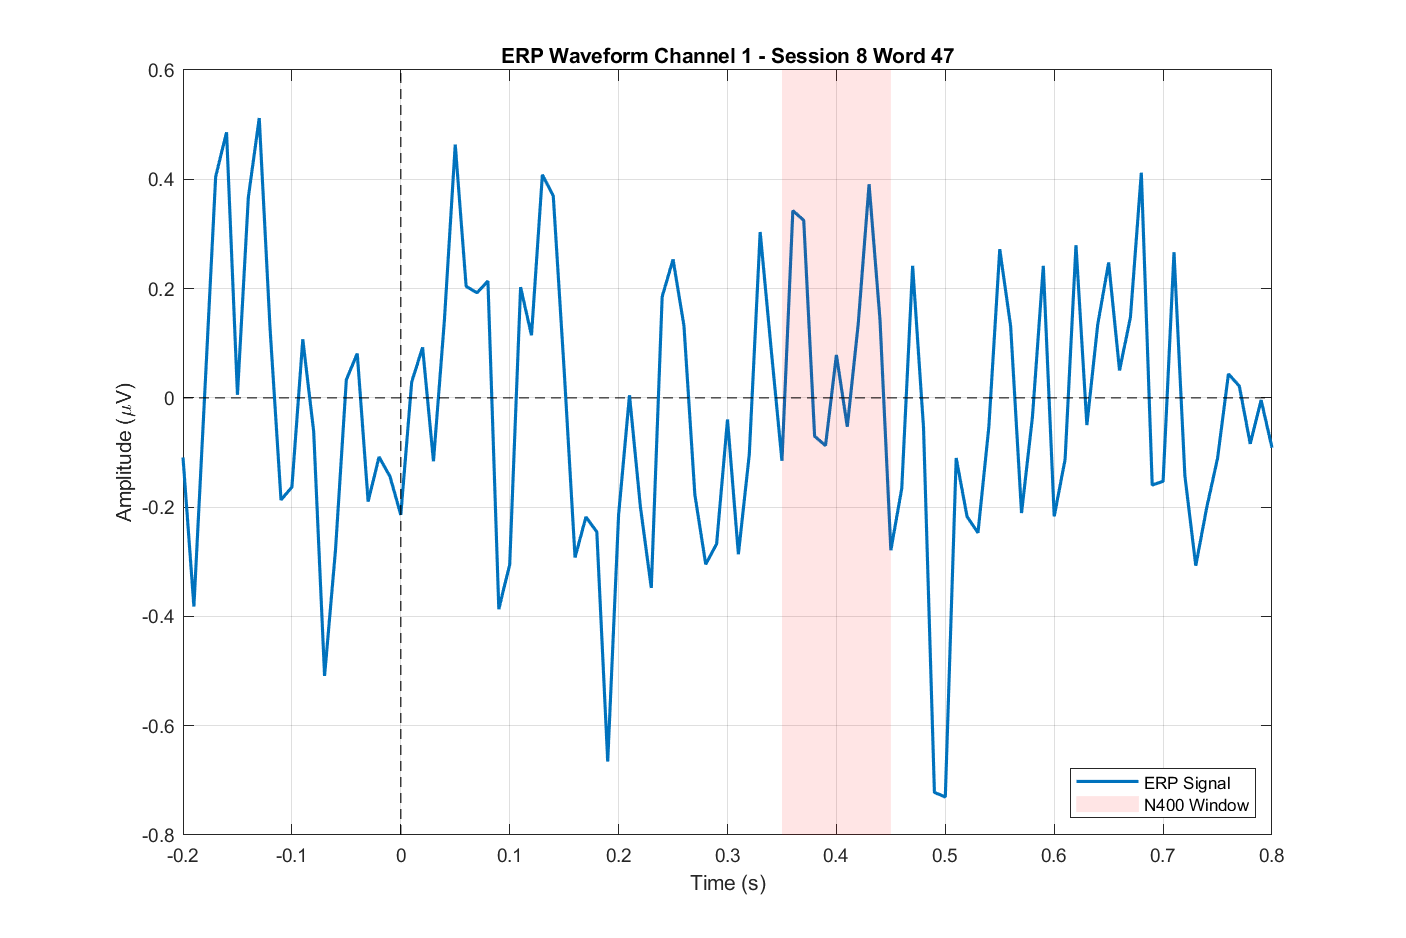 ERP Waveform Channel 1 - Session 8 Word 47
0.6
0.4
0.2
0
-0.2
-0.4
-0.6
-0.8
Amplitude (μV)
ERP Signal
N400 Window
-0.2 -0.1 0 0.1 0.2 0.3 0.4 0.5 0.6 0.7 0.8
Time (s)